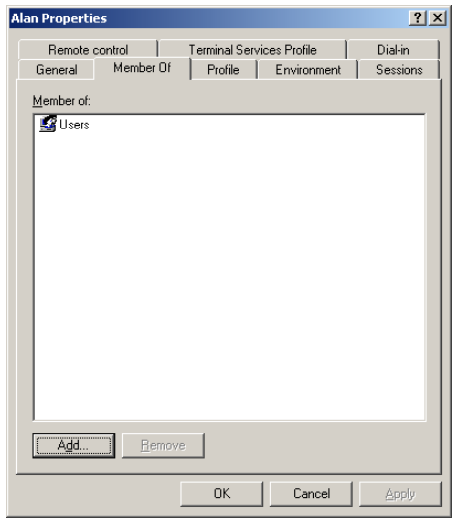 Alan Properties
Remote control Terminal Services Profile Dial-in
General Member Of Profile Environment Sessions
Member of:
Users
Add... Remove
OK Cancel Apply